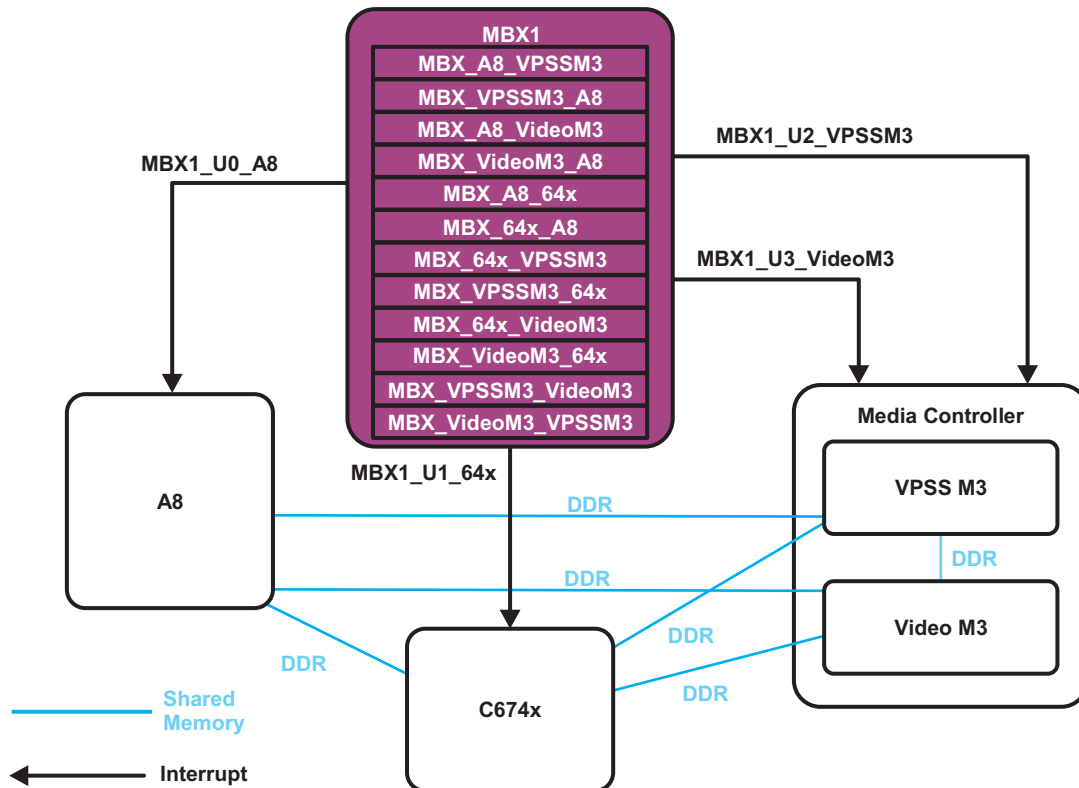 MBX1
MBX_A8_VPSSM3
MBX_VPSSM3_A8
MBX_A8_VideoM3
MBX_VideoM3_A8
MBX_A8_64x
MBX_64x_A8
MBX_64x_VPSSM3
MBX_VPSSM3_64x
MBX_64x_VideoM3
MBX_VideoM3_64x
MBX_VPSSM3_VideoM3
MBX_VideoM3_VPSSM3
MBX1_U0_A8
MBX1_U2_VPSSM3
MBX1_U3_VideoM3
MBX1_U1_64x
A8
Media Controller
VPSS M3
DDR
DDR
DDR
Video M3
DDR
DDR
DDR
C674x
Shared
Memory
Interrupt